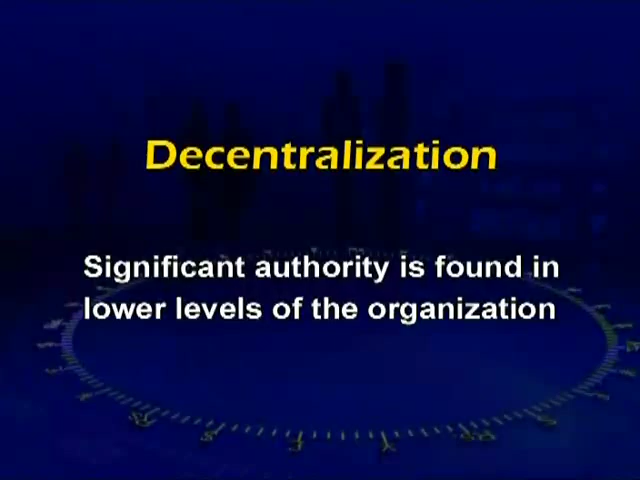 Decentralization
Significant authority is found in
lower levels of the organization